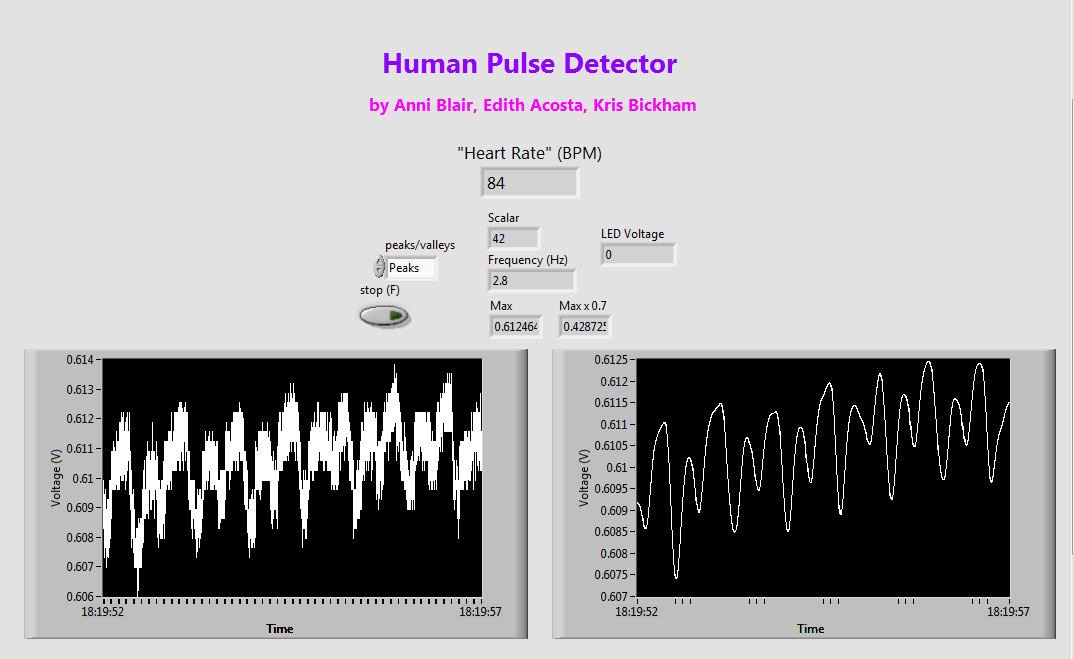 Human Pulse Detector
by Anni Blair, Edith Acosta, Kris Bickham
"Heart Rate" (BPM)
84
Scalar
42
LED Voltage
0
peaks/valleys
Peaks
Frequency (Hz)
2.8
stop (F)
Max
Max x 0.7
0.612464
0.428725
0.614
0.613
0.612
0.611
0.61
0.609
0.608
0.607
0.606
Voltage (V)
18:19:52
18:19:57
Time
0.6125
0.612
0.6115
0.611
0.6105
0.61
0.6095
0.609
0.6085
0.608
0.6075
0.607
Voltage (V)
18:19:52
18:19:57
Time